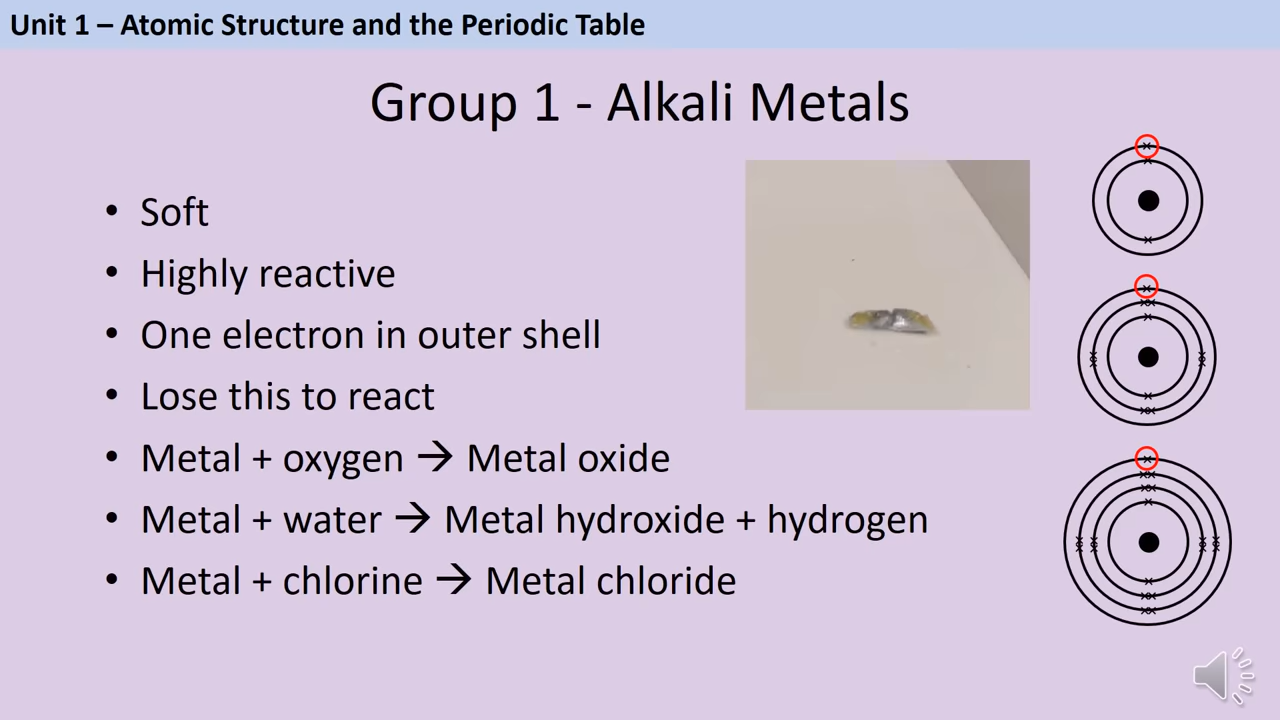 Unit 1 – Atomic Structure and the Periodic Table
Group 1 - Alkali Metals
• Soft
• Highly reactive
• One electron in outer shell
• Lose this to react
• Metal + oxygen → Metal oxide
• Metal + water → Metal hydroxide + hydrogen
• Metal + chlorine → Metal chloride